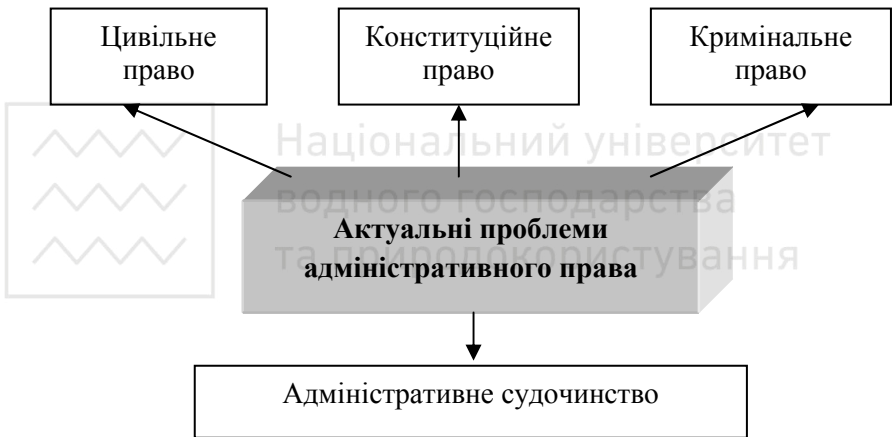 Цивільне
право
Конституційне
право
Кримінальне
право
Національний університет
водного господарства
та природокористування
Актуальні проблеми
адміністративного права
Адміністративне судочинство